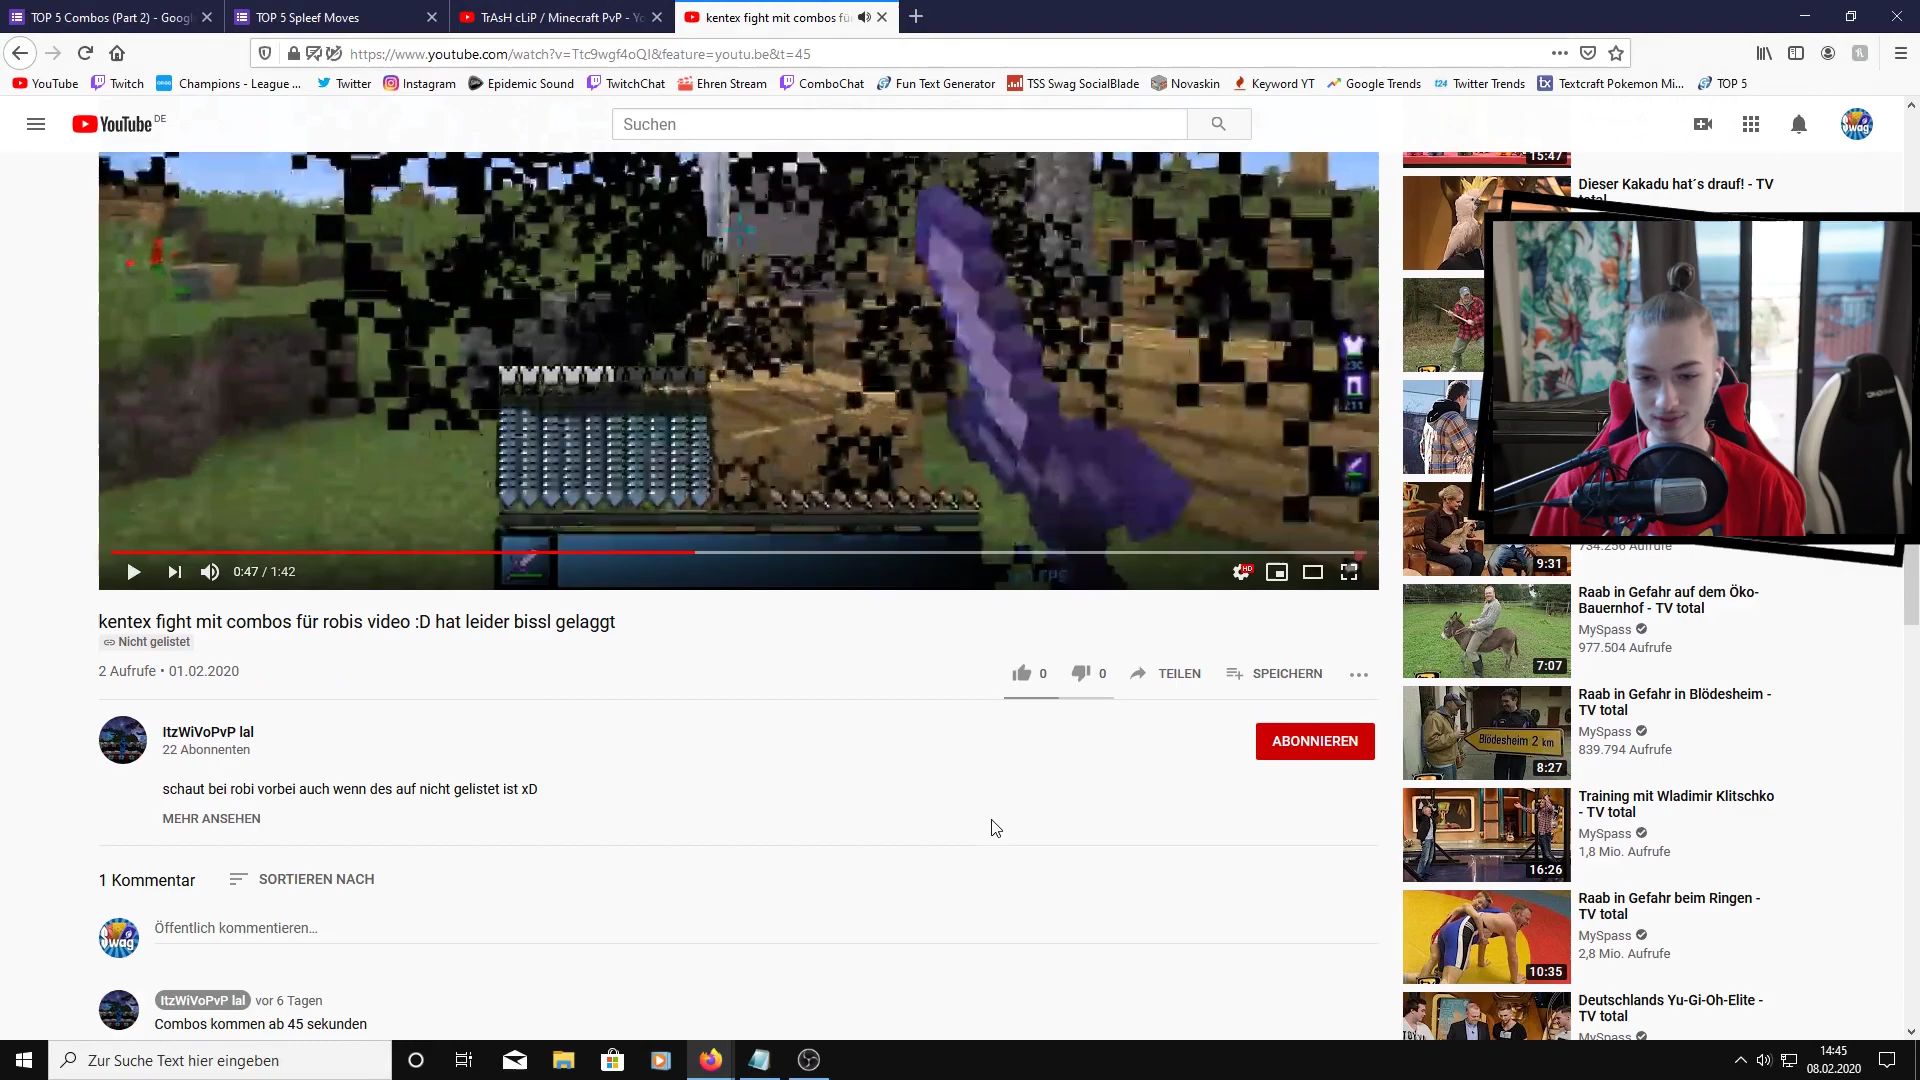 TOP 5 Combos (Part 2) - Googl
TOP 5 Spleef Moves
TrAsH cLiP / Minecraft PvP - Yo
kentex fight mit combos fü
https://www.youtube.com/watch?v=Ttc9wgf4oQI&feature=youtu.be&t=45
YouTube
Twitch
Champions - League ...
Twitter
Instagram
Epidemic Sound
TwitchChat
Ehren Stream
ComboChat
Fun Text Generator
TSS Swag SocialBlade
Novaskin
Keyword YT
Google Trends
t24 Twitter Trends
bx Textcraft Pokemon Mi...
TOP 5
YouTube DE
Suchen
Swag
0:47 / 1:42
HD
kentex fight mit combos für robis video :D hat leider bissl gelaggt
Nicht gelistet
2 Aufrufe • 01.02.2020
0
0
TEILEN
SPEICHERN
ItzWiVoPvP lal
22 Abonnenten
ABONNIEREN
schaut bei robi vorbei auch wenn des auf nicht gelistet ist xD
MEHR ANSEHEN
1 Kommentar
SORTIEREN NACH
Swag
Öffentlich kommentieren...
ItzWiVoPvP lal vor 6 Tagen
Combos kommen ab 45 sekunden
15:47
Dieser Kakadu hat´s drauf! - TV
total
734.256 Aufrufe
9:31
Raab in Gefahr auf dem Öko-
Bauernhof - TV total
MySpass
977.504 Aufrufe
7:07
Raab in Gefahr in Blödesheim -
TV total
MySpass
839.794 Aufrufe
Blödesheim 2 km
8:27
Training mit Wladimir Klitschko
- TV total
MySpass
1,8 Mio. Aufrufe
16:26
Raab in Gefahr beim Ringen -
TV total
MySpass
2,8 Mio. Aufrufe
10:35
Deutschlands Yu-Gi-Oh-Elite -
TV total
MySpass
Zur Suche Text hier eingeben
14:45
08.02.2020